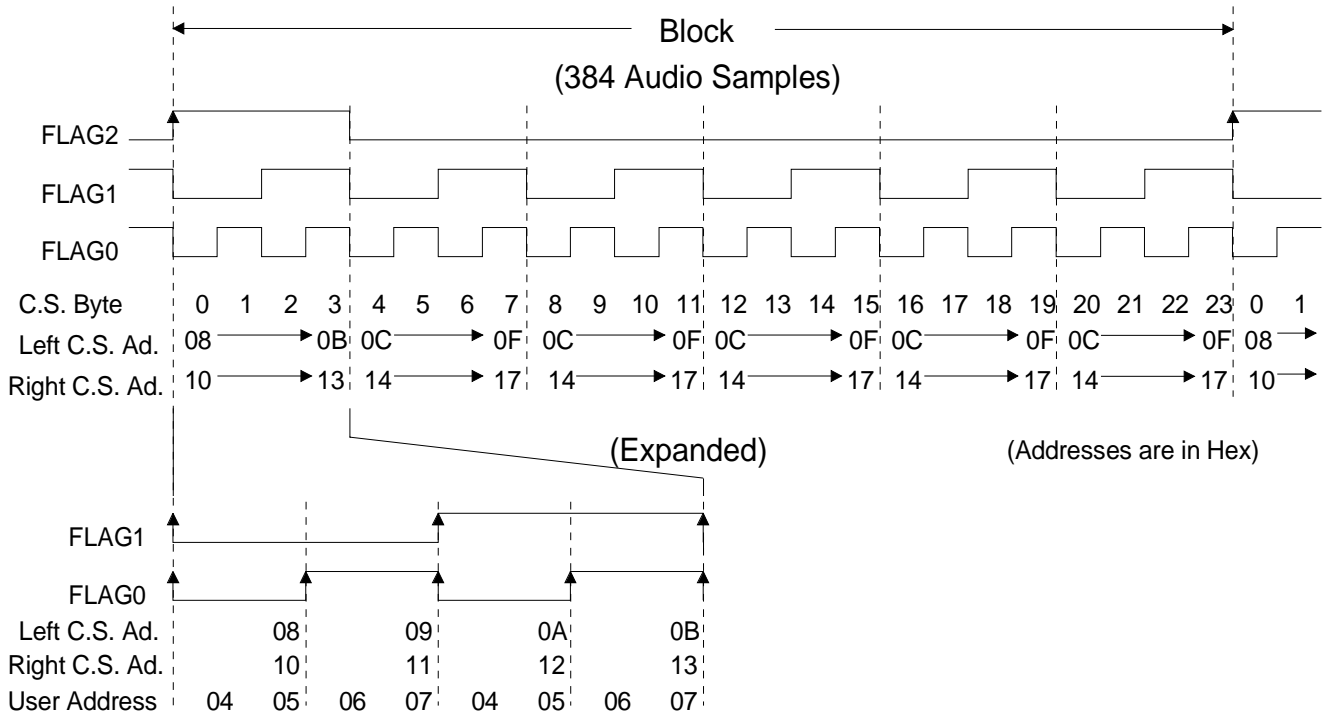 Block
(384 Audio Samples)
FLAG2
FLAG1
FLAG0
C.S. Byte 0 1 2 3 4 5 6 7 8 9 10 11 12 13 14 15 16 17 18 19 20 21 22 23 0 1
Left C.S. Ad. 08 0B 0C 0F 0C 0F 0C 0F 0C 0F 0C 0F 08
Right C.S. Ad. 10 13 14 17 14 17 14 17 14 17 14 17 10
(Expanded) (Addresses are in Hex)
FLAG1
FLAG0
Left C.S. Ad. 08 09 0A 0B
Right C.S. Ad. 10 11 12 13
User Address 04 05 06 07 04 05 06 07